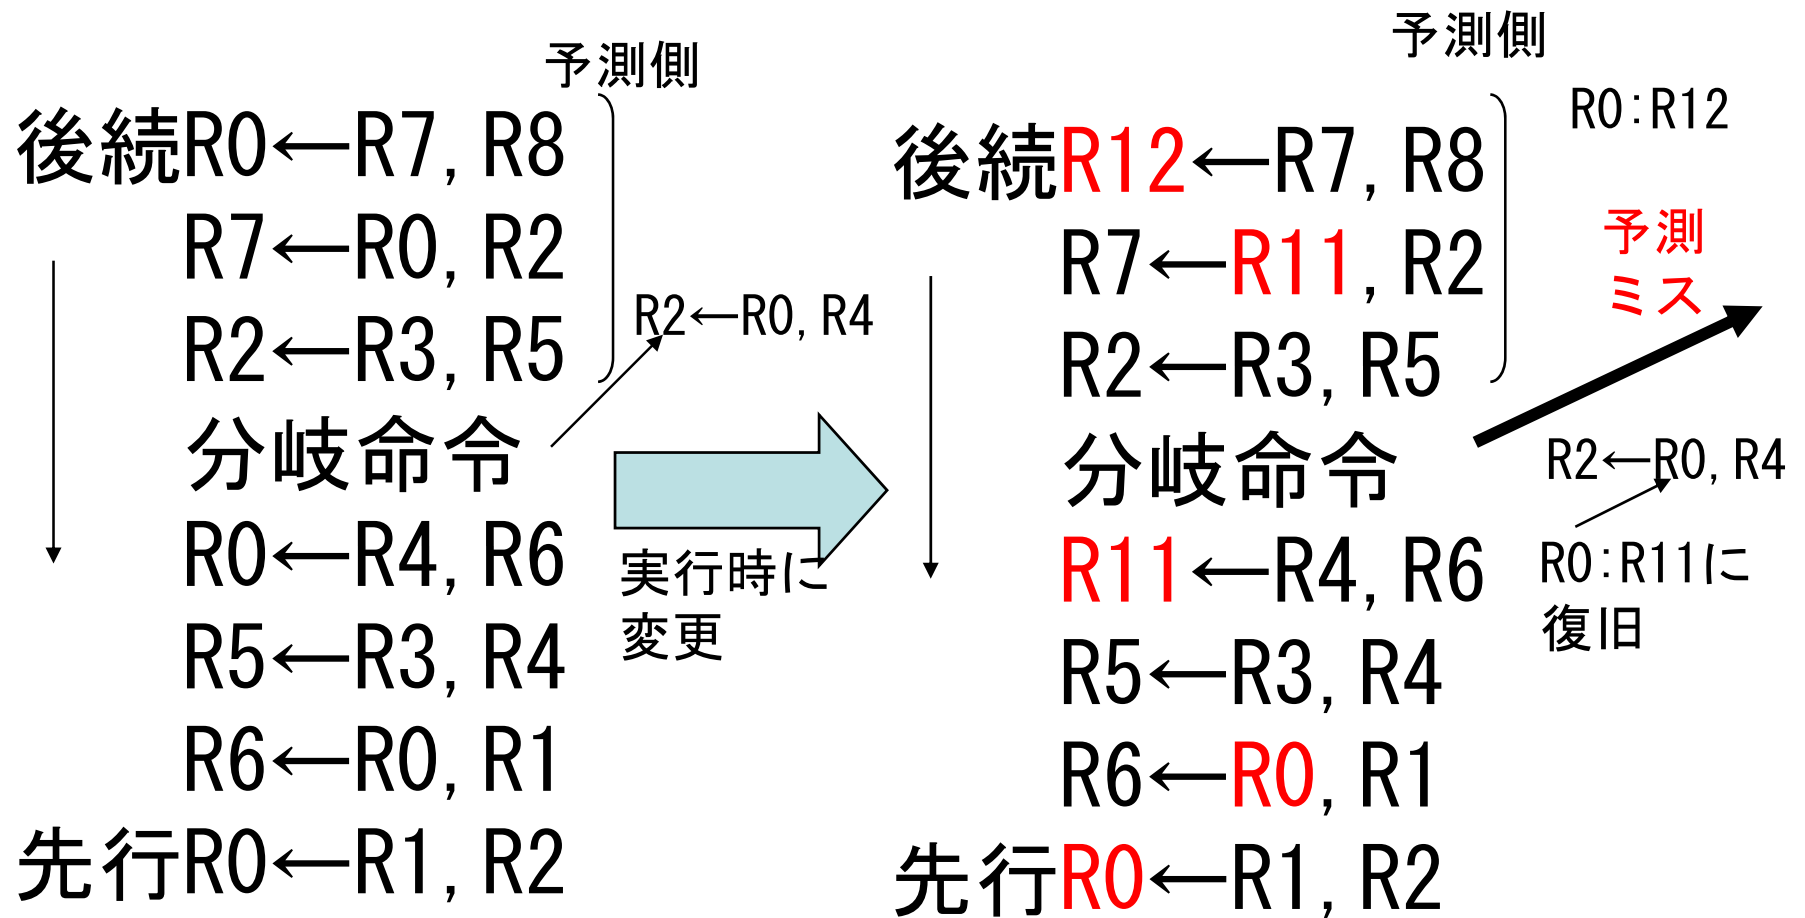 予測側
後続R0←R7, R8
R7←R0, R2
R2←R3, R5
R2←R0, R4
分岐命令
R0←R4, R6
R5←R3, R4
R6←R0, R1
先行R0←R1, R2
実行時に
変更
予測側
R0:R12
後続R12←R7, R8
R7←R11, R2
R2←R3, R5
予測
ミス
分岐命令
R2←R0, R4
R11←R4, R6
R0:R11に
復旧
R5←R3, R4
R6←R0, R1
先行R0←R1, R2